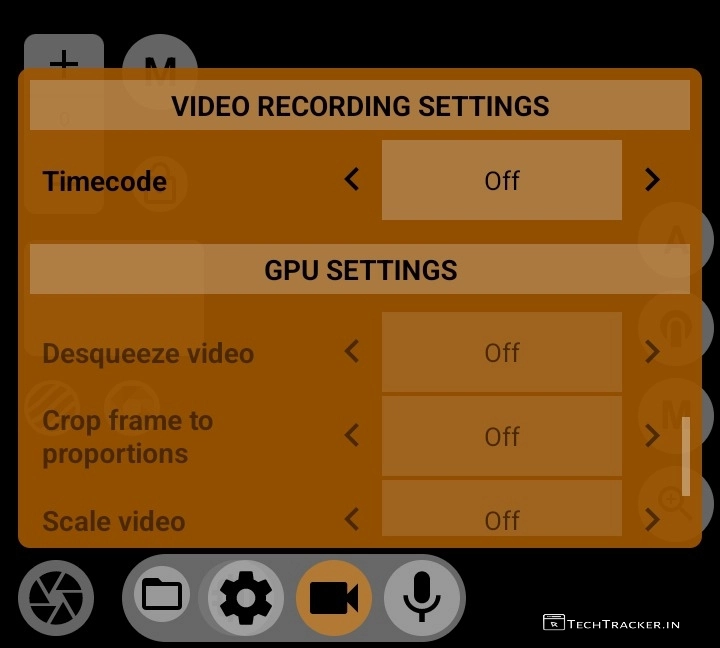 M
VIDEO RECORDING SETTINGS
Timecode
Off
A
GPU SETTINGS
Desqueeze video
Off
M
Crop frame to
proportions
Off
Scale video
Off
TECHTRACKER.IN